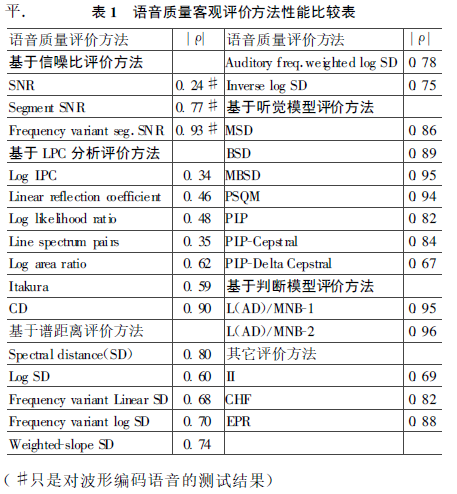 平.
表 1 语音质量客观评价方法性能比较表
语音质量评价方法 |ρ| 语音质量评价方法 |ρ|
基于信噪比评价方法 Auditory freq.weighted log SD 0 78
SNR 0. 24 # Inverse log SD 0 75
Segment SNR 0. 77 # 基于听觉模型评价方法
Frequency variant seg. SNR 0. 93 # MSD 0 86
基于 LPC 分析评价方法 BSD 0 89
Log LPC 0. 34 MBSD 0 95
Linear reflection coefficient 0. 46 PSQM 0 94
Log likelihood ratio 0. 48 PIP 0 82
Line spectrum pairs 0. 35 PIP-Cepstral 0 84
Log area ratio 0. 62 PIP-Delta Cepstral 0 67
Itakura 0. 59 基于判断模型评价方法
CD 0. 90 L(AD)/MNB-1 0 95
基于谱距离评价方法 L(AD)/MNB-2 0 96
Spectral distance(SD) 0. 80 其它评价方法
Log SD 0. 60 II 0 69
Frequency variant Linear SD 0. 68 CHF 0 82
Frequency variant log SD 0. 70 EPR 0 88
Weighted-slope SD 0. 74
( #只是对波形编码语音的测试结果)